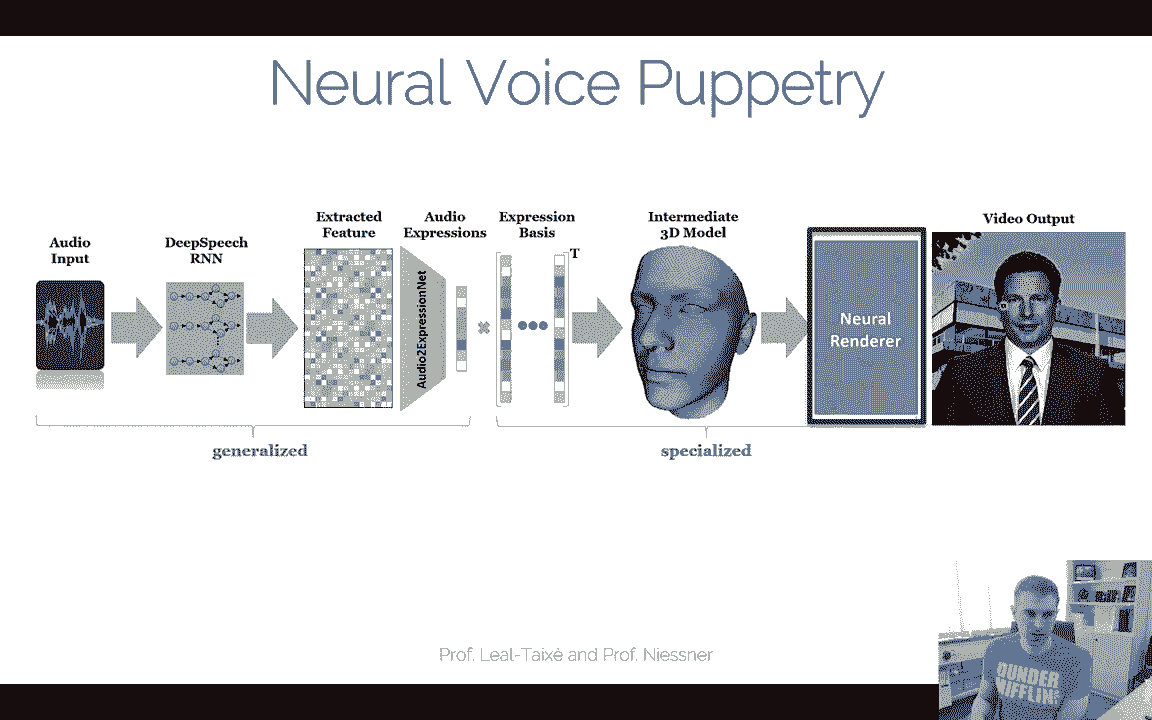 Neural Voice Puppetry
Audio
Input
DeepSpeech
RNN
Extracted
Feature
Audio
Expressions
Expression
Basis
Intermediate
3D Model
Video Output
Audio2ExpressionNet
T
Neural
Renderer
generalized
specialized
Prof. Leal-Taixè and Prof. Niessner
DUNDER
MIFFLIN